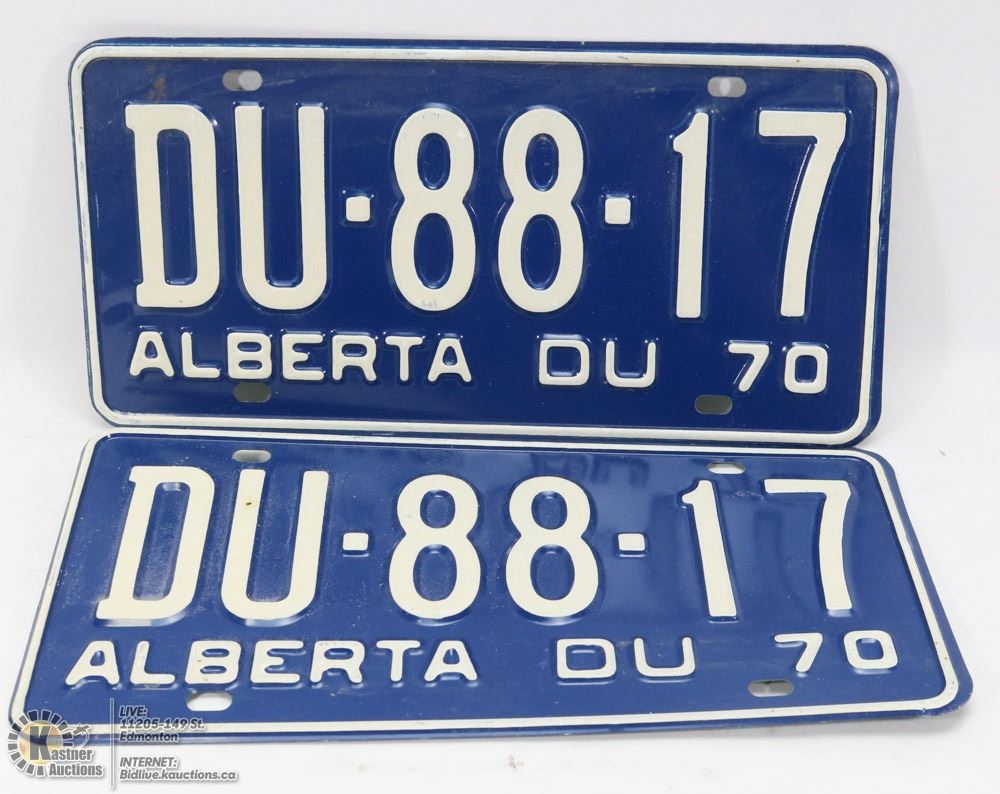 DU·88·17
ALBERTA DU 70
DU·88·17
ALBERTA DU 70
Kastner
Auctions
LIVE:
11205-149 St.
Edmonton
INTERNET:
Bidlive.kauctions.ca